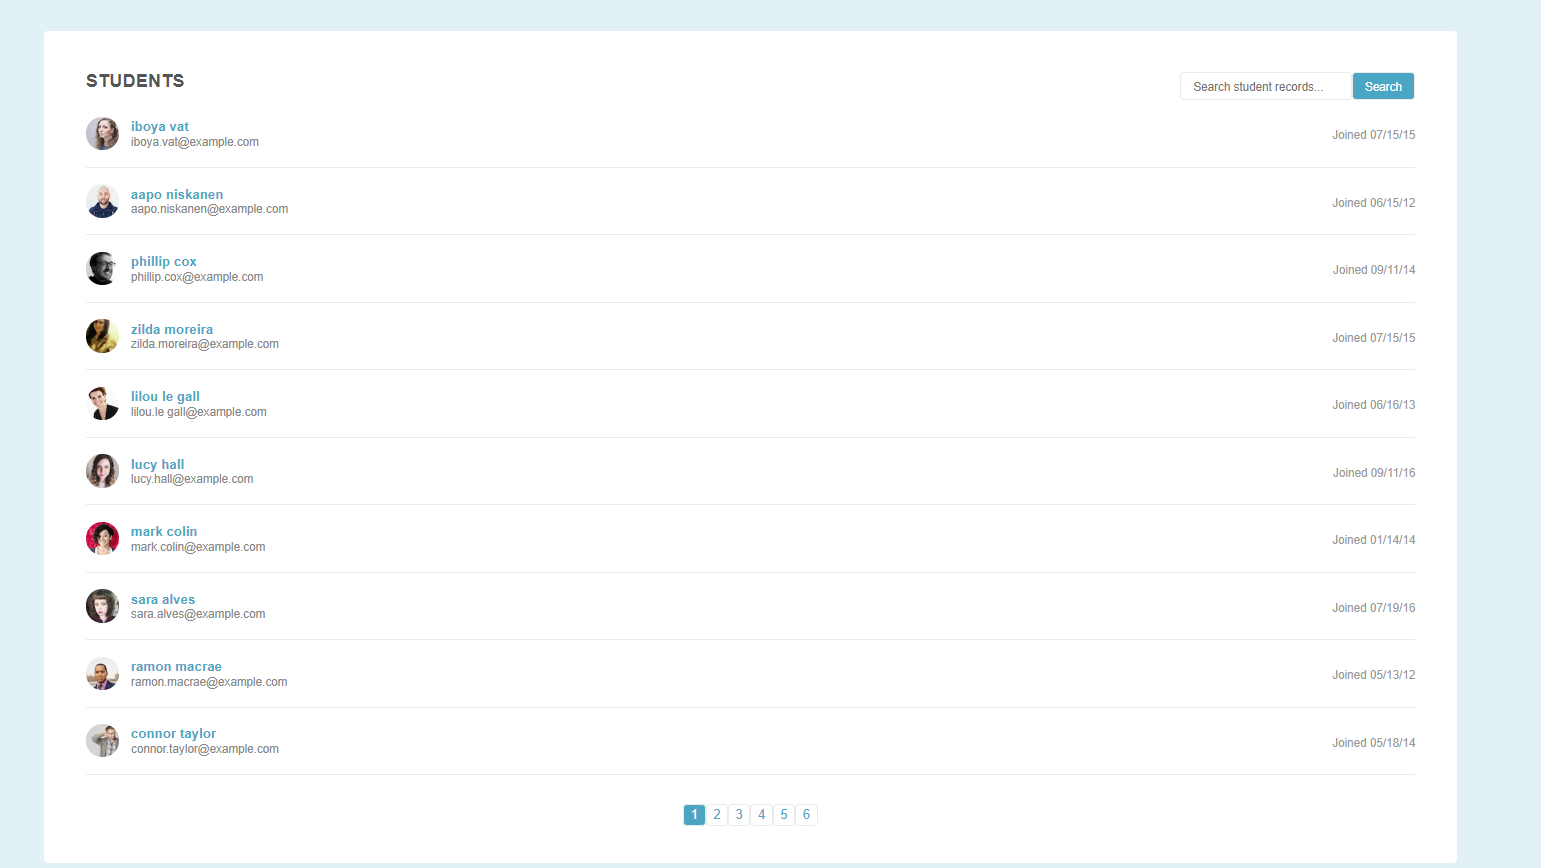 STUDENTS
Search student records... Search
iboya vat
iboya.vat@example.com
Joined 07/15/15
aapo niskanen
aapo.niskanen@example.com
Joined 06/15/12
phillip cox
phillip.cox@example.com
Joined 09/11/14
zilda moreira
zilda.moreira@example.com
Joined 07/15/15
lilou le gall
lilou.le gall@example.com
Joined 06/16/13
lucy hall
lucy.hall@example.com
Joined 09/11/16
mark colin
mark.colin@example.com
Joined 01/14/14
sara alves
sara.alves@example.com
Joined 07/19/16
ramon macrae
ramon.macrae@example.com
Joined 05/13/12
connor taylor
connor.taylor@example.com
Joined 05/18/14
1 2 3 4 5 6